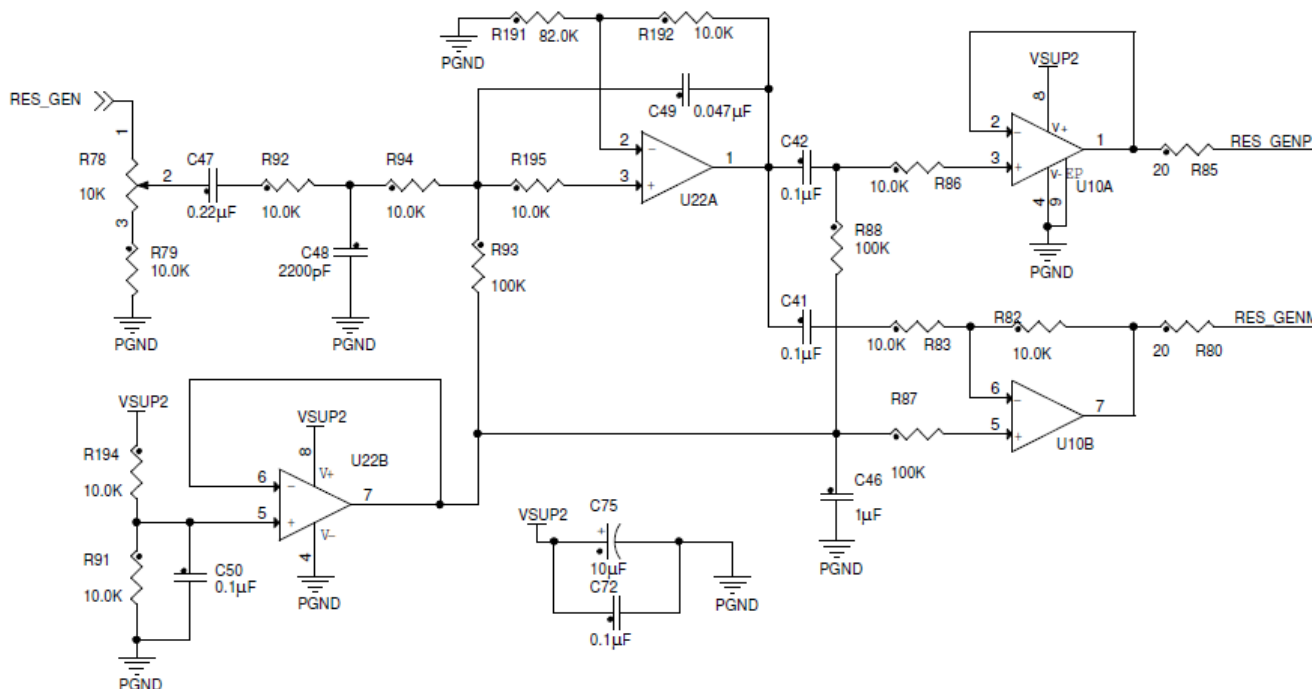 R191 82.0K R192 10.0K
PGND
RES_GEN
VSUP2
C49 0.047µF
1 8
R78 C47 R92 R94 R195 C42 2 V+ 1
10K 2 0.22µF 10.0K 10.0K 10.0K 2 1 0.1µF 10.0K R86 3 V- EP U10A 20 R85 RES_GENP
3 U22A 4 9
3
R79 10.0K C48 2200pF R93 100K R88 100K PGND
PGND PGND
C41 0.1µF 10.0K R83 R82 10.0K 20 R80 RES_GENM
VSUP2 VSUP2 R87 6 7
R194 8 U22B 5 U10B
10.0K 6 V+ 7 100K
5 V- C75 C46
R91 4 VSUP2 + 1µF
10.0K C50 0.1µF 10µF
PGND C72 PGND PGND
0.1µF
PGND